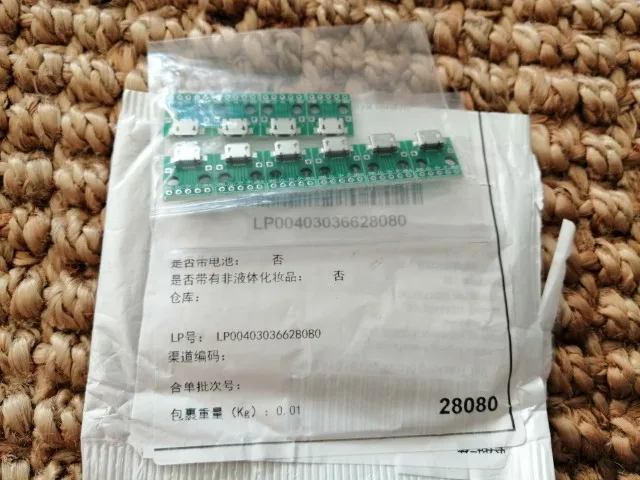 LP00403036628080
是否带电池： 否
是否带有非液体化妆品： 否
仓库：
LP号： LP00403036628080
渠道编码：
合单批次号：
包裹重量（Kg）：0.01
28080